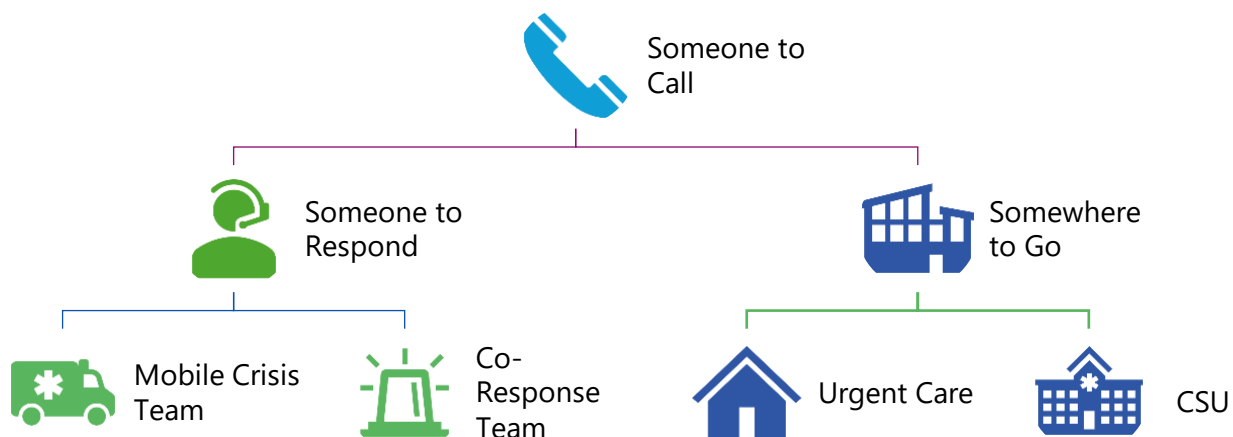 Someone to
Call
Someone to
Respond
Somewhere
to Go
Mobile Crisis
Team
Co-
Response
Team
Urgent Care
CSU